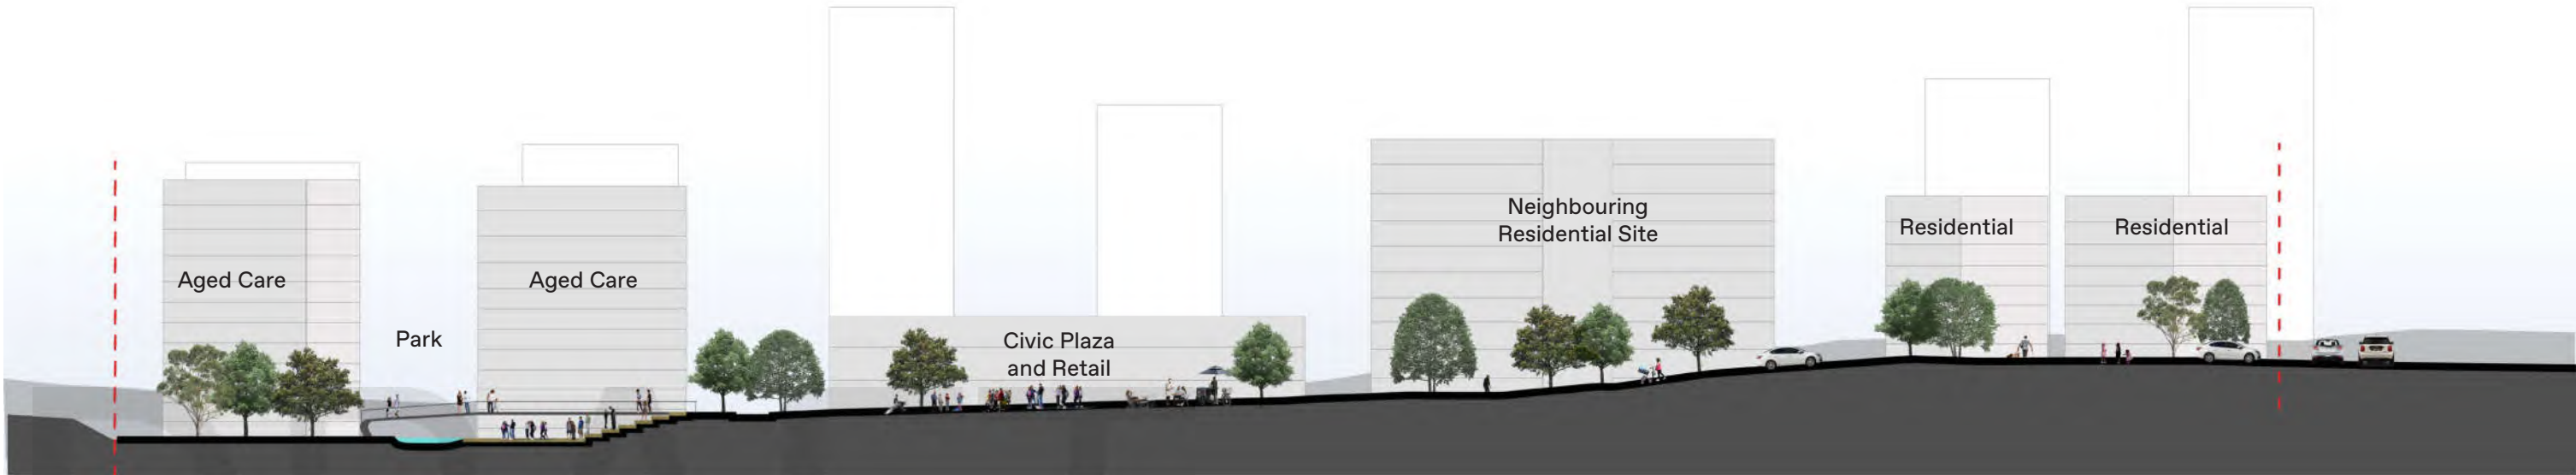 Aged Care
Park
Aged Care
Civic Plaza
and Retail
Neighbouring
Residential Site
Residential
Residential